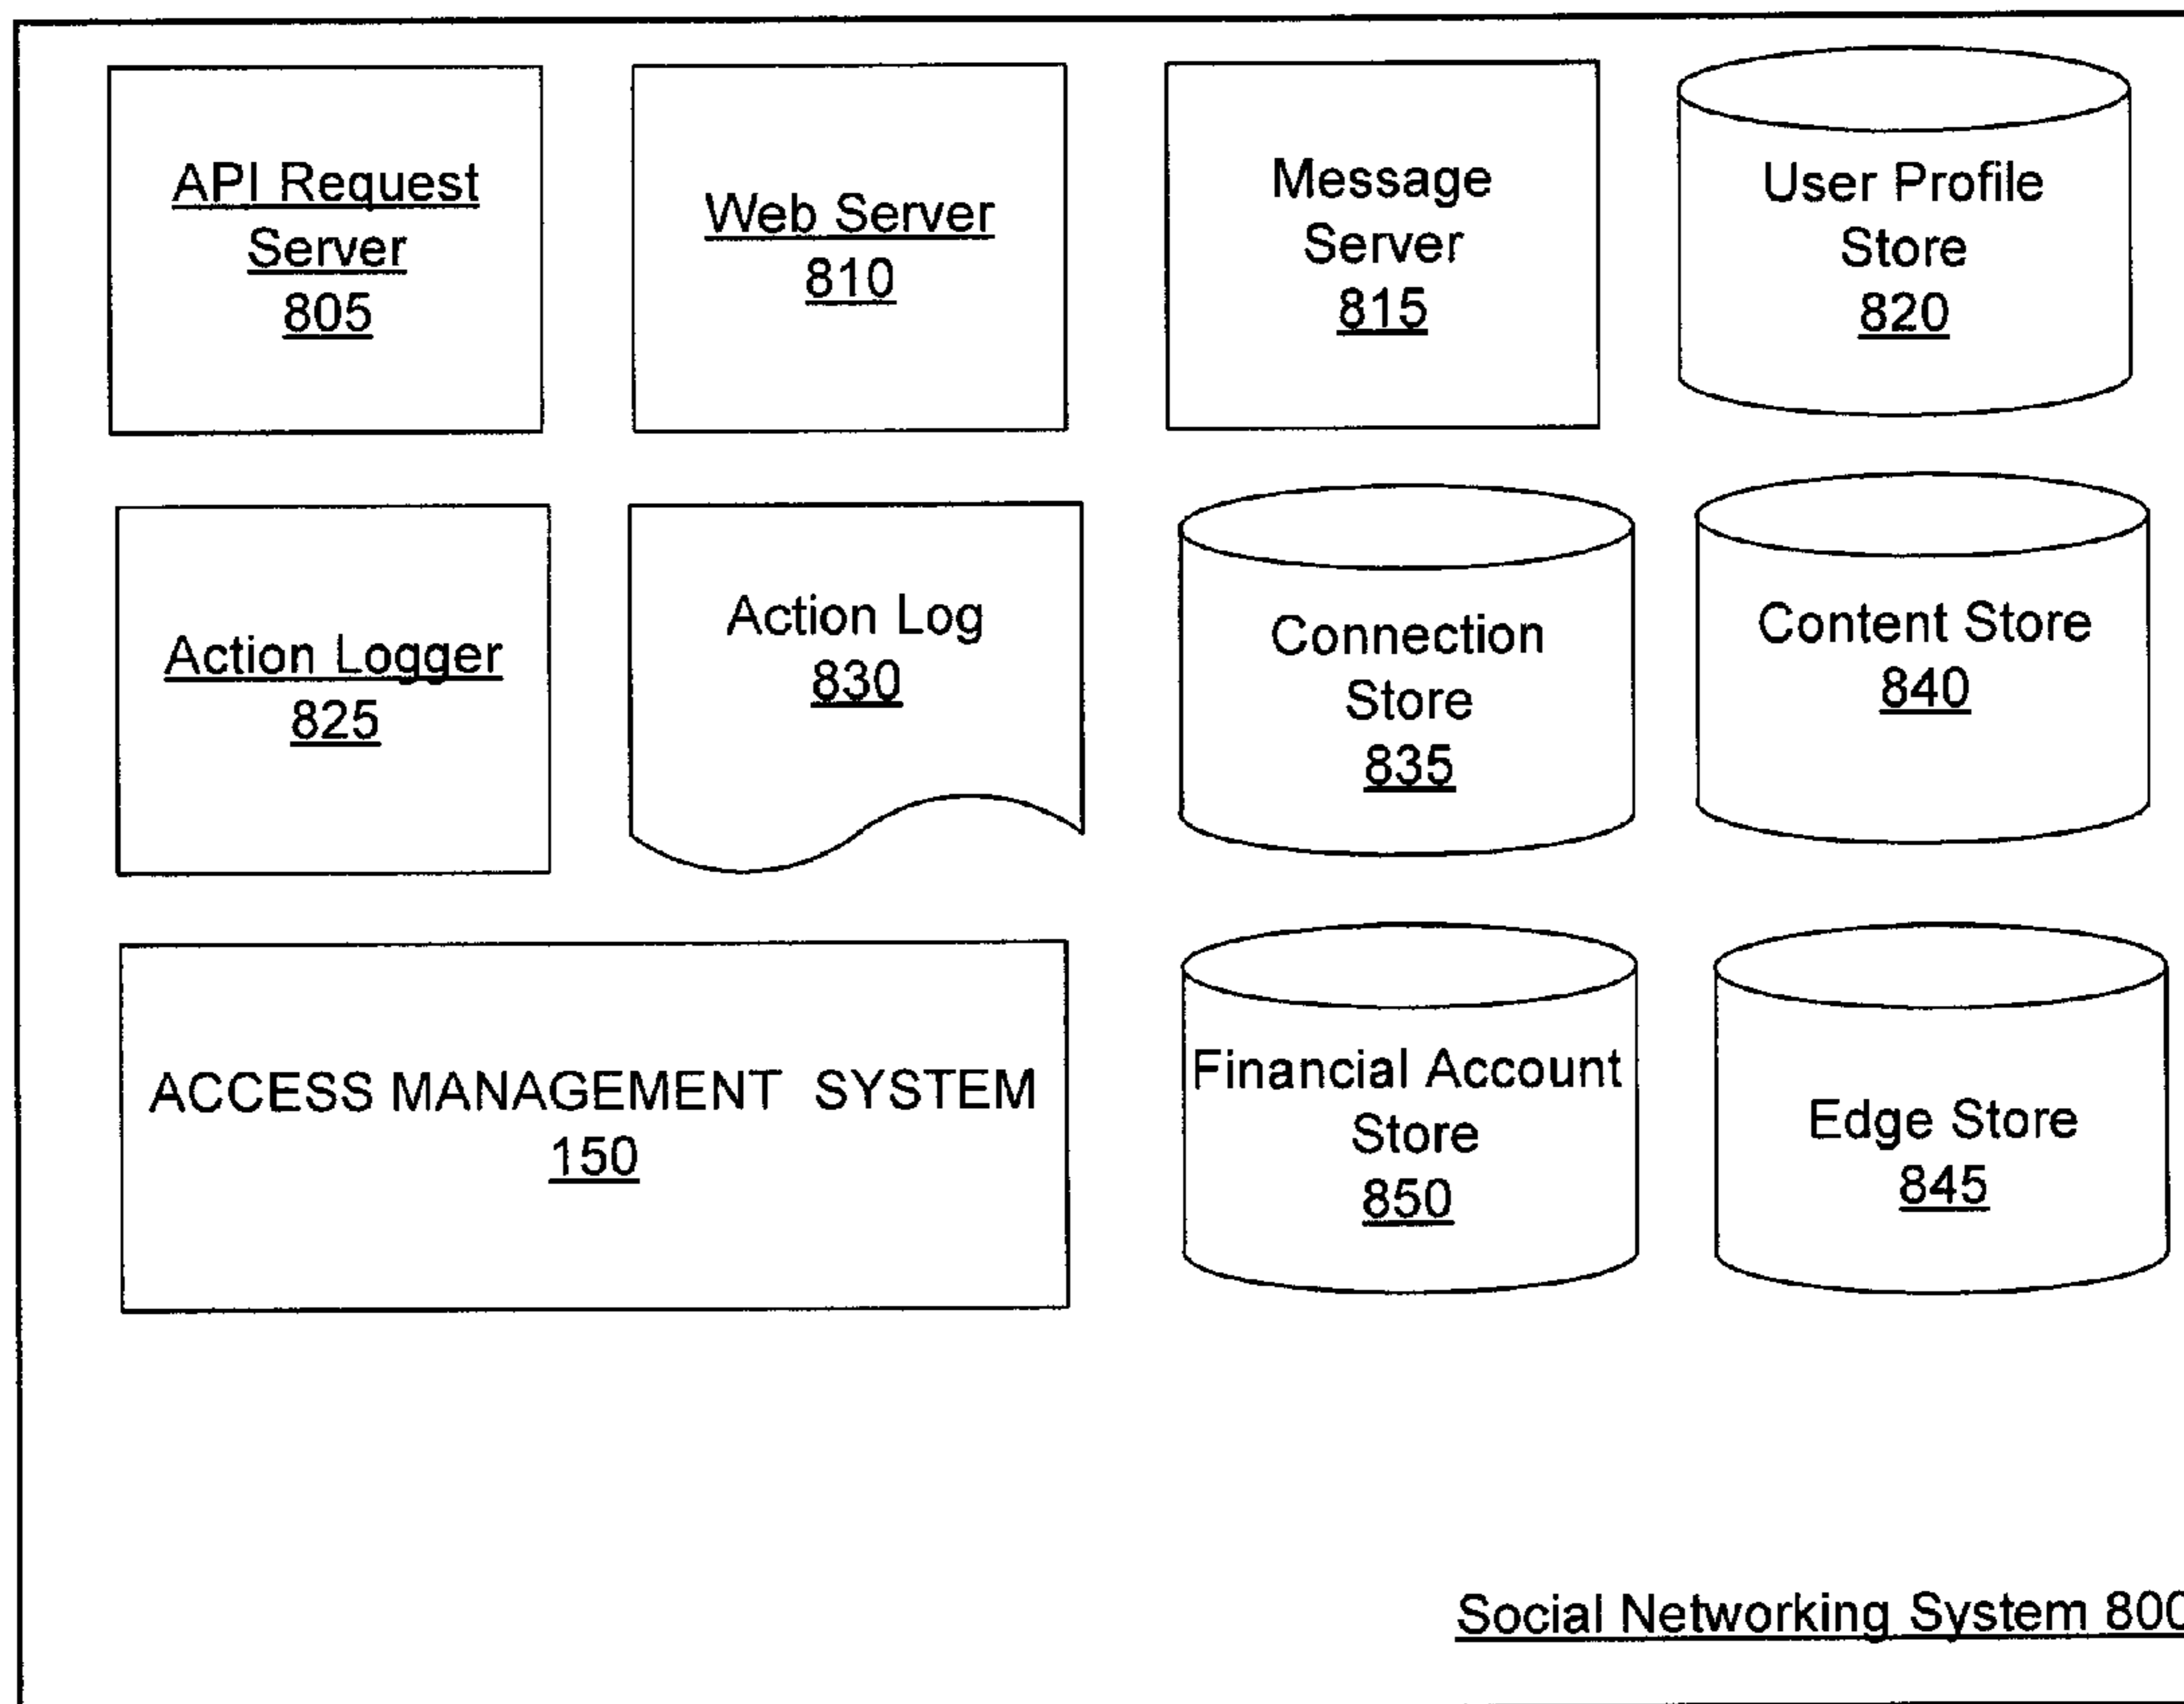 API Request
Server
805
Web Server
810
Message
Server
815
User Profile
Store
820
Action Logger
825
Action Log
830
Connection
Store
835
Content Store
840
ACCESS MANAGEMENT SYSTEM
150
Financial Account
Store
850
Edge Store
845
Social Networking System 800